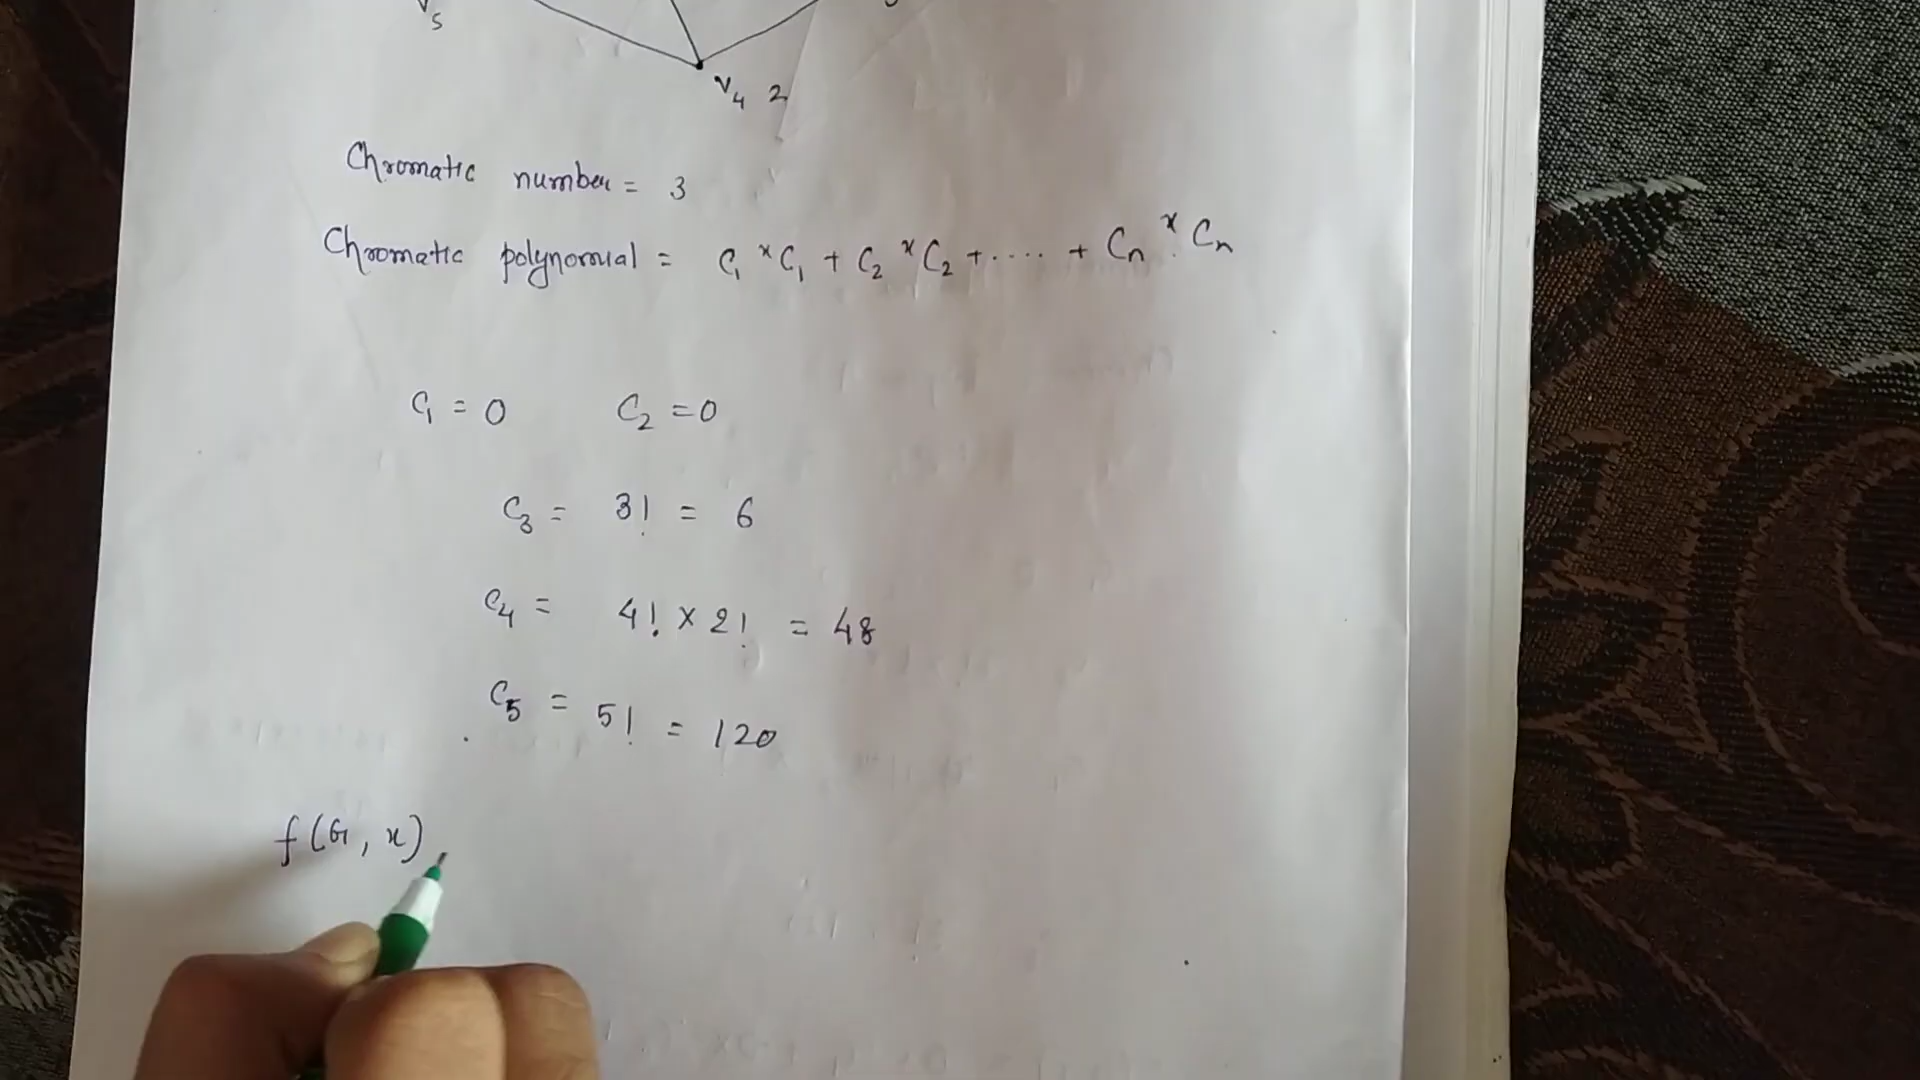 V5
V4 2
Chromatic number = 3
Chromatic polynomial = C1 xC1 + C2 xC2 + .... + Cn xCn
C1 = 0 C2 = 0
C3 = 3! = 6
C4 = 4! x 2! = 48
C5 = 5! = 120
f(G, x)